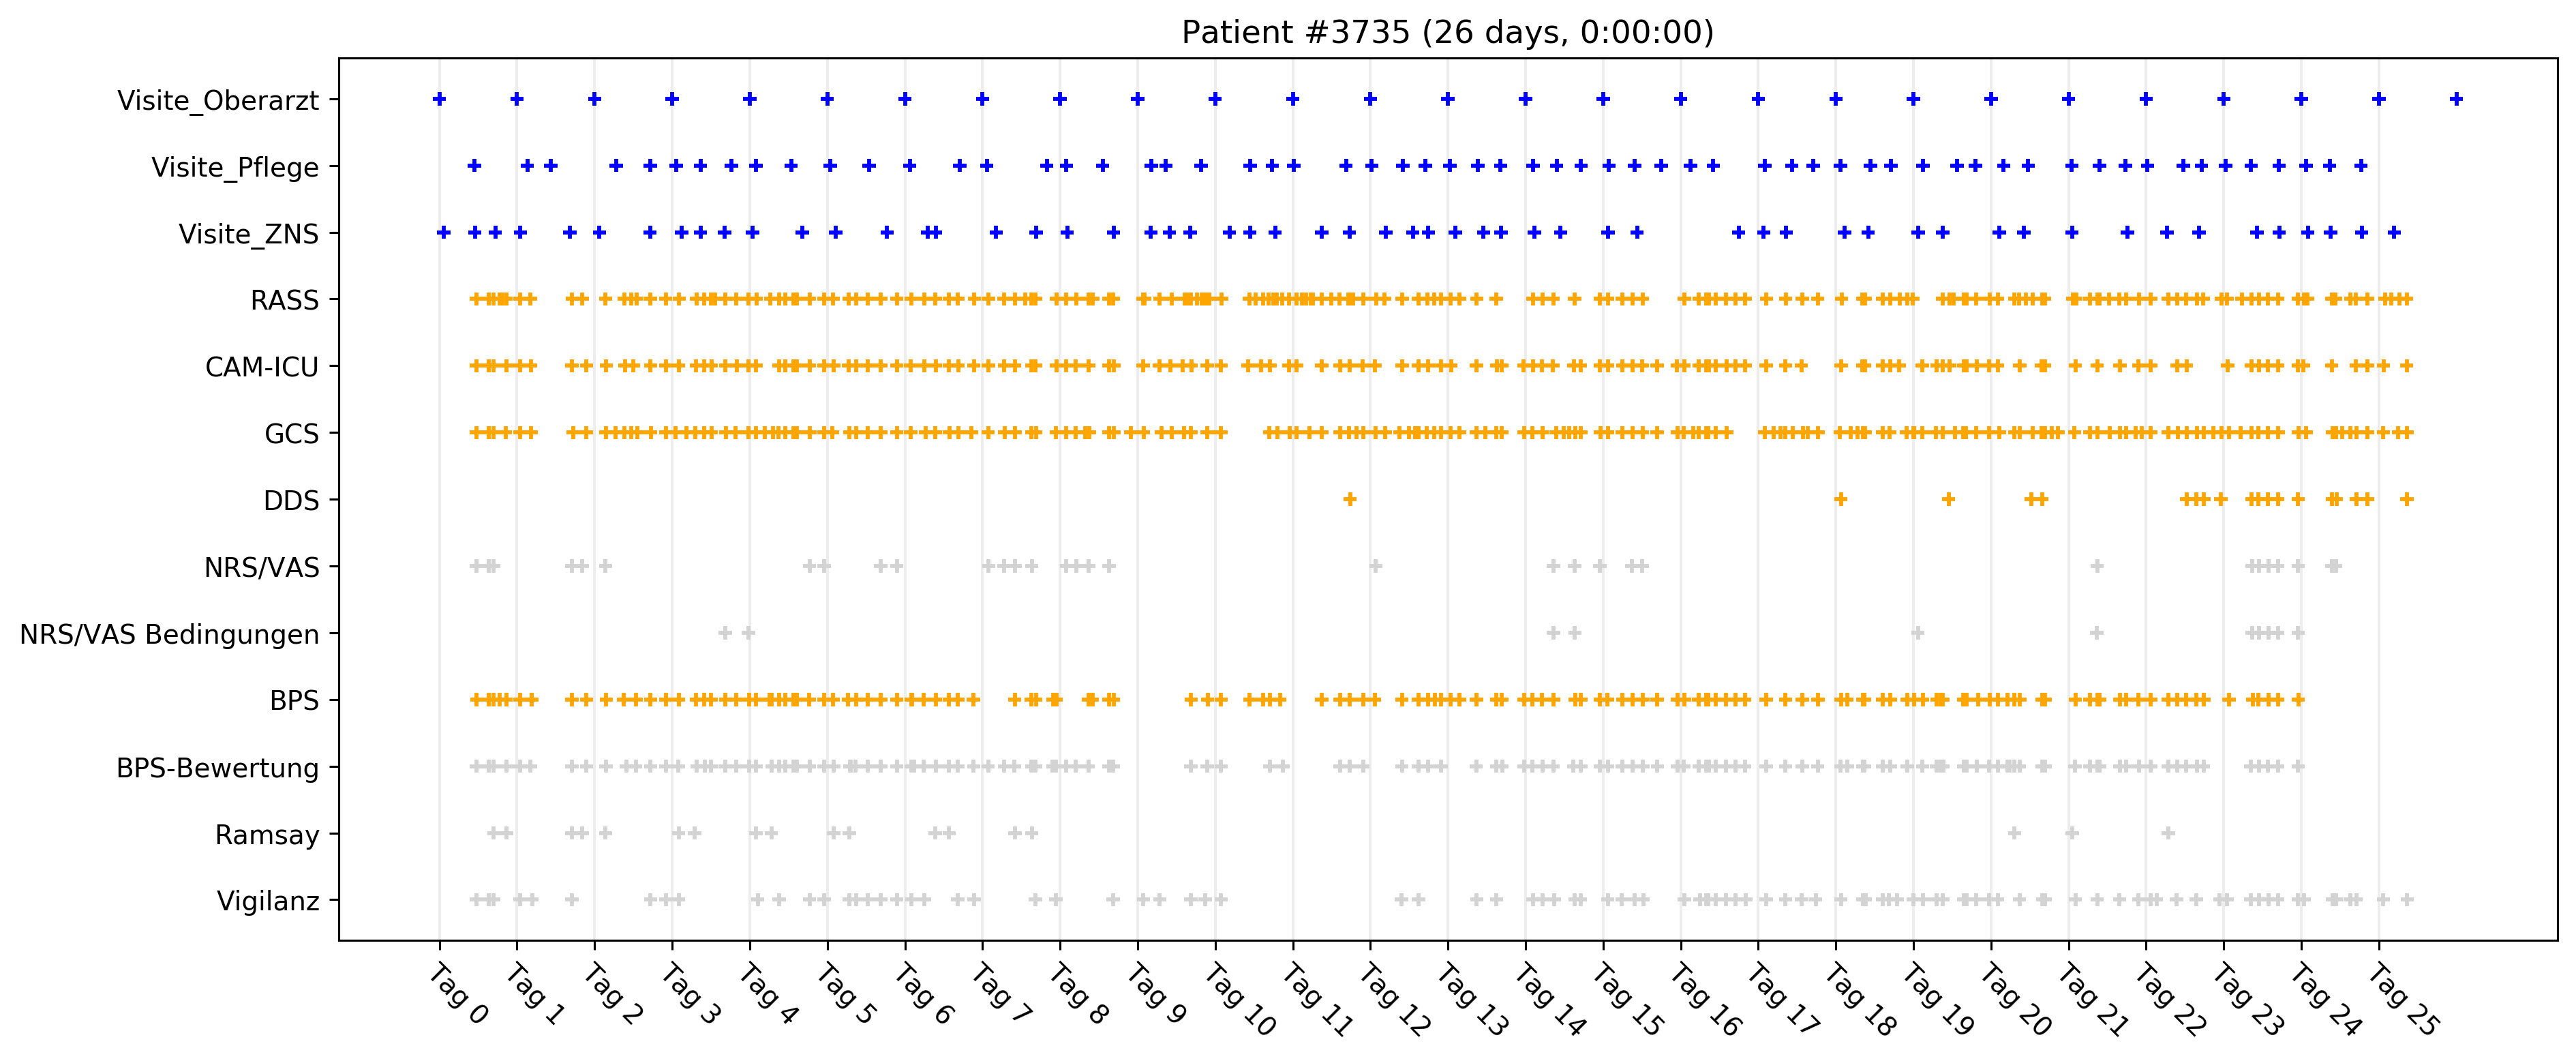 Patient #3735 (26 days, 0:00:00)
Visite_Oberarzt
Visite_Pflege
Visite_ZNS
RASS
CAM-ICU
GCS
DDS
NRS/VAS
NRS/VAS Bedingungen
BPS
BPS-Bewertung
Ramsay
Vigilanz
Tag 0
Tag 1
Tag 2
Tag 3
Tag 4
Tag 5
Tag 6
Tag 7
Tag 8
Tag 9
Tag 10
Tag 11
Tag 12
Tag 13
Tag 14
Tag 15
Tag 16
Tag 17
Tag 18
Tag 19
Tag 20
Tag 21
Tag 22
Tag 23
Tag 24
Tag 25